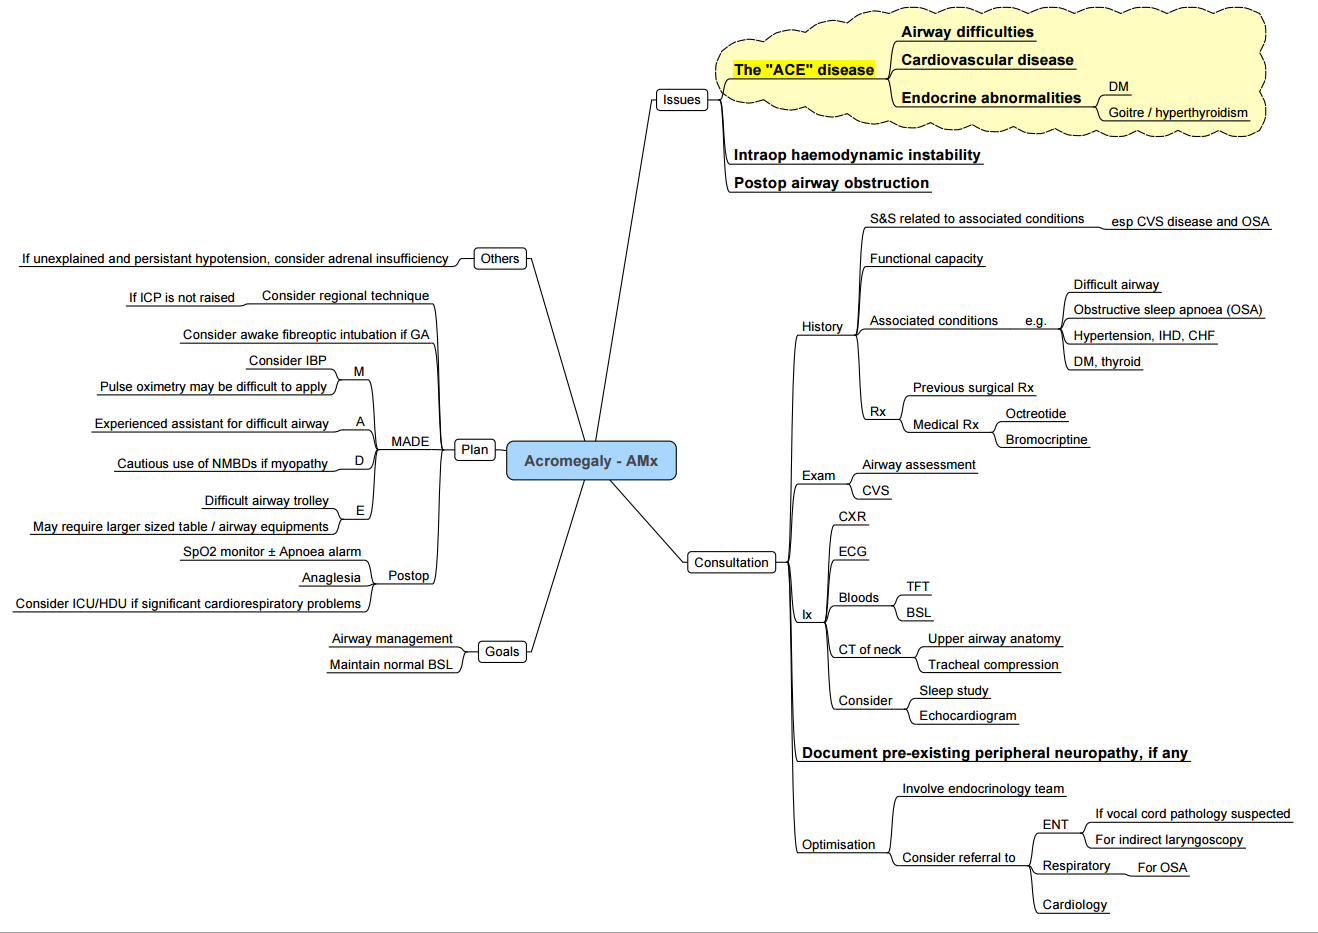 Acromegaly - AMx
Issues
The "ACE" disease
Airway difficulties
Cardiovascular disease
Endocrine abnormalities
DM
Goitre / hyperthyroidism
Intraop haemodynamic instability
Postop airway obstruction
Consultation
History
S&S related to associated conditions
esp CVS disease and OSA
Functional capacity
Associated conditions
e.g.
Difficult airway
Obstructive sleep apnoea (OSA)
Hypertension, IHD, CHF
DM, thyroid
Rx
Previous surgical Rx
Medical Rx
Octreotide
Bromocriptine
Exam
Airway assessment
CVS
Ix
CXR
ECG
Bloods
TFT
BSL
CT of neck
Upper airway anatomy
Tracheal compression
Consider
Sleep study
Echocardiogram
Document pre-existing peripheral neuropathy, if any
Optimisation
Involve endocrinology team
Consider referral to
ENT
If vocal cord pathology suspected
For indirect laryngoscopy
Respiratory
For OSA
Cardiology
Goals
Airway management
Maintain normal BSL
Plan
Consider regional technique
If ICP is not raised
Consider awake fibreoptic intubation if GA
MADE
M
Consider IBP
Pulse oximetry may be difficult to apply
A
Experienced assistant for difficult airway
D
Cautious use of NMBDs if myopathy
E
Difficult airway trolley
May require larger sized table / airway equipments
Postop
SpO2 monitor ± Apnoea alarm
Anaglesia
Consider ICU/HDU if significant cardiorespiratory problems
Others
If unexplained and persistant hypotension, consider adrenal insufficiency